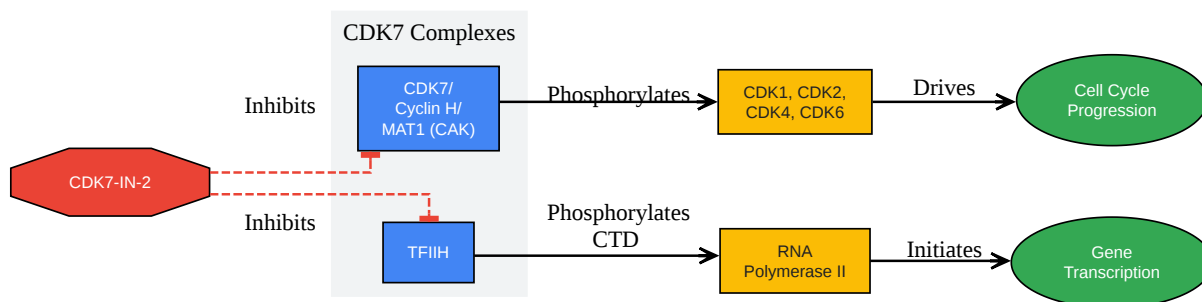 CDK7 Complexes
CDK7/
Cyclin H/
MAT1 (CAK)
Inhibits
Phosphorylates
CDK1, CDK2,
CDK4, CDK6
Drives
Cell Cycle
Progression
CDK7-IN-2
Inhibits
TFIIH
Phosphorylates
CTD
RNA
Polymerase II
Initiates
Gene
Transcription